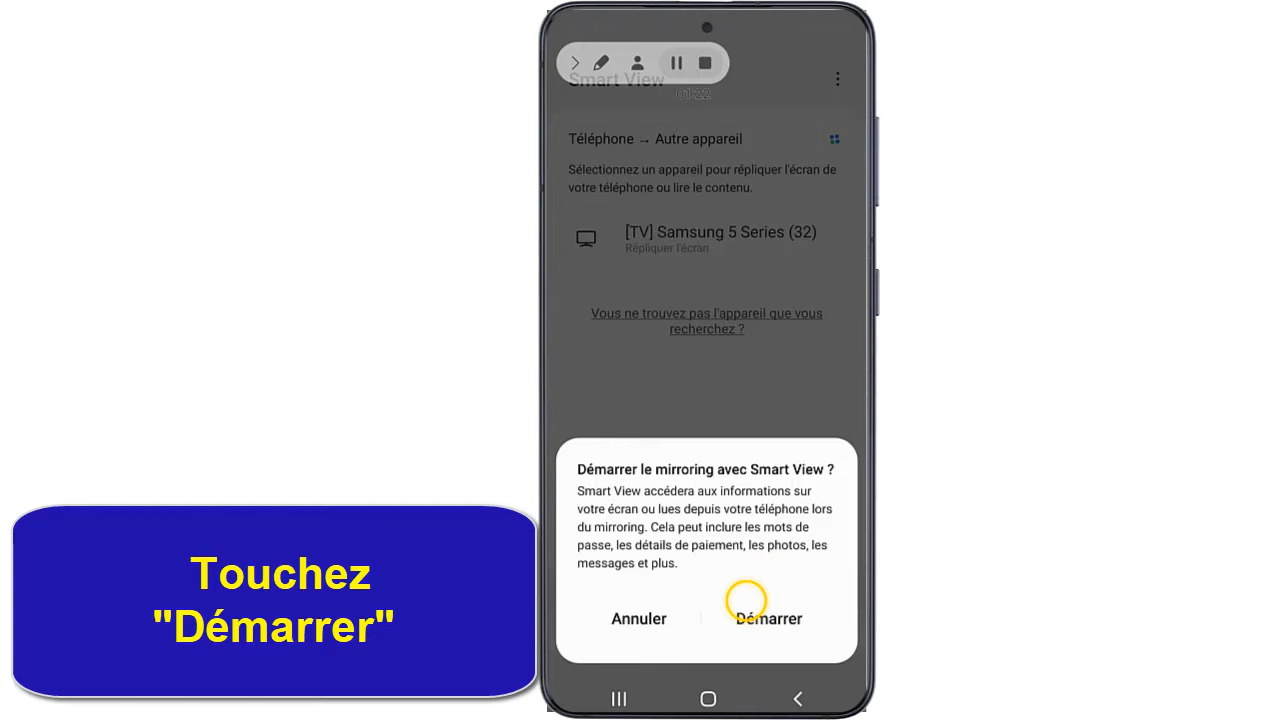 Smart View
01:22
Téléphone → Autre appareil
Sélectionnez un appareil pour répliquer l'écran de
votre téléphone ou lire le contenu.
[TV] Samsung 5 Series (32)
Répliquer l'écran
Vous ne trouvez pas l'appareil que vous
recherchez ?
Démarrer le mirroring avec Smart View ?
Smart View accédera aux informations sur
votre écran ou lues depuis votre téléphone lors
du mirroring. Cela peut inclure les mots de
passe, les détails de paiement, les photos, les
messages et plus.
Annuler
Démarrer
Touchez
"Démarrer"